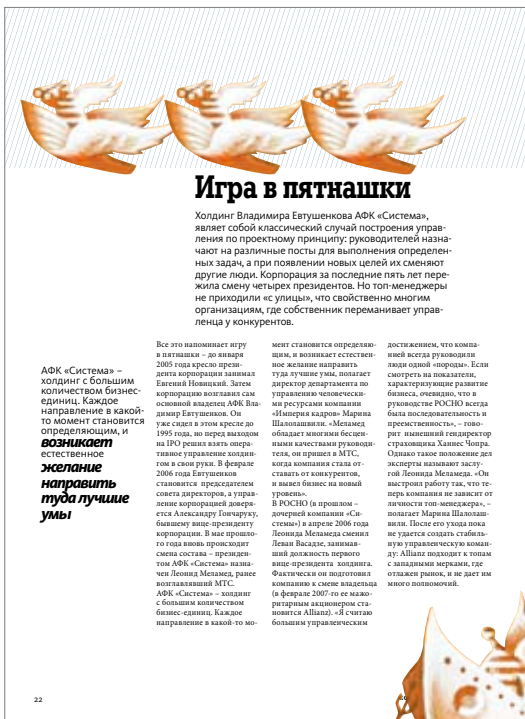 Игра в пятнашки
Холдинг Владимира Евтушенкова АФК «Система»,
являет собой классический случай построения управ-
ления по проектному принципу: руководителей назна-
чают на различные посты для выполнения определен-
ных задач, а при появлении новых целей их сменяют
другие люди. Корпорация за последние пять лет пере-
жила смену четырех президентов. Но топ-менеджеры
не приходили «с улицы», что свойственно многим
организациям, где собственник переманивает управ-
ленца у конкурентов.
АФК «Система» –
холдинг с большим
количеством бизнес-
единиц. Каждое
направление в какой-
то момент становится
определяющим, и
возникает
естественное
желание
направить
туда лучшие
умы
Все это напоминает игру
в пятнашки – до января
2005 года кресло прези-
дента корпорации занимал
Евгений Новицкий. Затем
корпорацию возглавил сам
основной владелец АФК Вла-
димир Евтушенков. Он
уже сидел в этом кресле до
1995 года, но перед выходом
на IPO решил взять опера-
тивное управление холдин-
гом в свои руки. В феврале
2006 года Евтушенков
становится председателем
совета директоров, а управ-
ление корпорацией доверя-
ется Александру Гончаруку,
бывшему вице-президенту
корпорации. В мае прошло-
го года вновь происходит
смена состава – президен-
том АФК «Система» назна-
чен Леонид Меламед, ранее
возглавлявший МТС.
АФК «Система» – холдинг
с большим количеством
бизнес-единиц. Каждое
направление в какой-то мо-
мент становится определяю-
щим, и возникает естествен-
ное желание направить
туда лучшие умы, полагает
директор департамента по
управлению человечески-
ми ресурсами компании
«Империя кадров» Марина
Шалолашвили. «Меламед
обладает многими бесцен-
ными качествами руководи-
теля, он пришел в МТС,
когда компания стала от-
ставать от конкурентов,
и вывел бизнес на новый
уровень».
В РОСНО (в прошлом –
дочерней компании «Си-
стемы») в апреле 2006 года
Леонида Меламеда сменил
Леван Васадзе, занимав-
ший должность первого
вице-президента холдинга.
Фактически он подготовил
компанию к смене владельца
(в феврале 2007-го ее мажо-
ритарным акционером ста-
новится Allianz). «Я считаю
большим управленческим
достижением, что компа-
нией всегда руководили
люди одной «породы». Если
смотреть на показатели,
характеризующие развитие
бизнеса, очевидно, что в
руководстве РОСНО всегда
была последовательность и
преемственность», – гово-
рит нынешний гендиректор
страховщика Ханнес Чопра.
Однако такое положение дел
эксперты называют заслу-
гой Леонида Меламеда. «Он
выстроил работу так, что те-
перь компания не зависит от
личности топ-менеджера», –
полагает Марина Шалолаш-
вили. После его ухода пока
не удается создать стабиль-
ную управленческую коман-
ду: Allianz подходит к топам
с западными мерками, где
отлажен рынок, и не дает им
много полномочий.
22